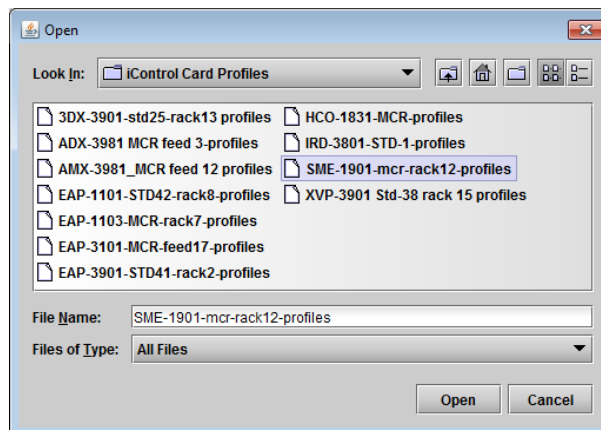 Open
Look In: iControl Card Profiles
3DX-3901-std25-rack13 profiles
ADX-3981 MCR feed 3-profiles
AMX-3981_MCR feed 12 profiles
EAP-1101-STD42-rack8-profiles
EAP-1103-MCR-rack7-profiles
EAP-3101-MCR-feed17-profiles
EAP-3901-STD41-rack2-profiles
HCO-1831-MCR-profiles
IRD-3801-STD-1-profiles
SME-1901-mcr-rack12-profiles
XVP-3901 Std-38 rack 15 profiles
File Name: SME-1901-mcr-rack12-profiles
Files of Type: All Files
Open Cancel